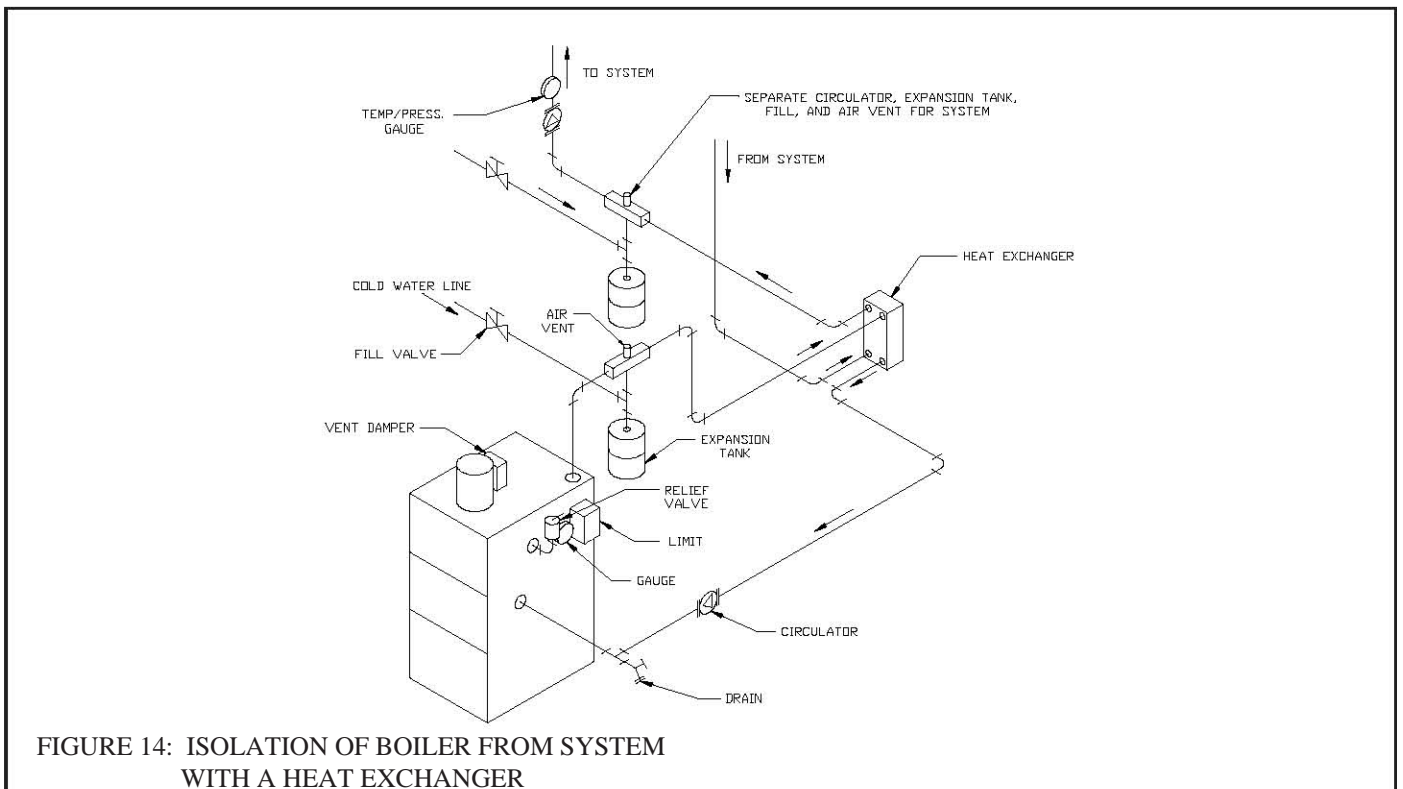 TO SYSTEM
TEMP/PRESS.
GAUGE
SEPARATE CIRCULATOR, EXPANSION TANK,
FILL, AND AIR VENT FOR SYSTEM
FROM SYSTEM
HEAT EXCHANGER
COLD WATER LINE
AIR
VENT
FILL VALVE
VENT DAMPER
EXPANSION
TANK
RELIEF
VALVE
LIMIT
GAUGE
CIRCULATOR
DRAIN
FIGURE 14: ISOLATION OF BOILER FROM SYSTEM
WITH A HEAT EXCHANGER